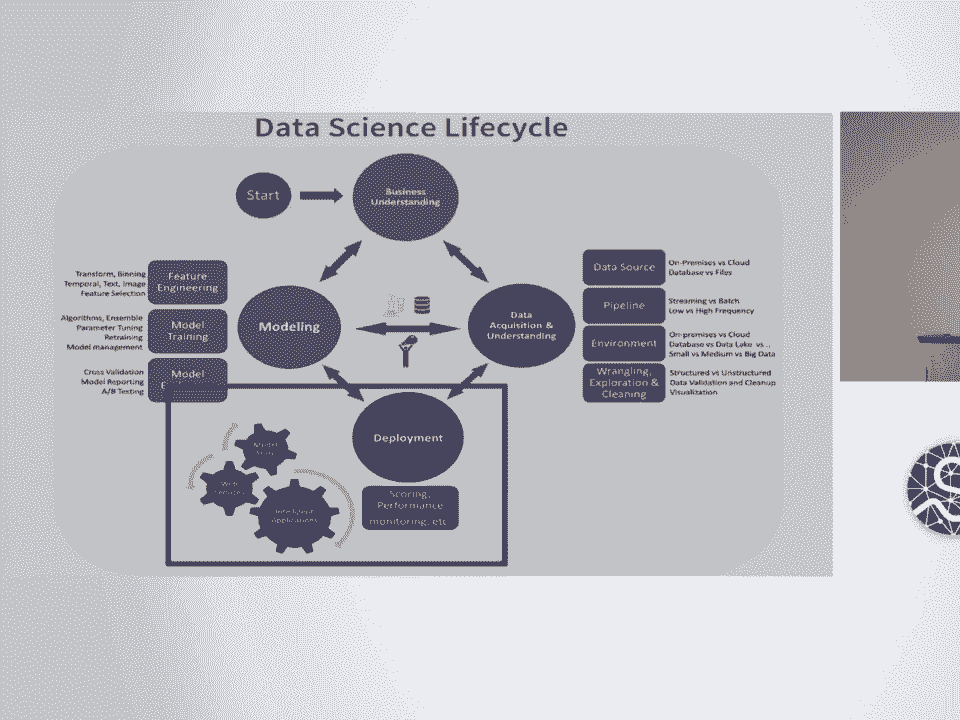 Data Science Lifecycle
Start
Business
Understanding
Transform, Binning
Temporal, Text, Image
Feature Selection
Feature
Engineering
Algorithms, Ensemble
Parameter Tuning
Retraining
Model management
Model
Training
Cross Validation
Model Reporting
A/B Testing
Model
Modeling
Data
Acquisition &
Understanding
Data Source
On-Premises vs Cloud
Database vs Files
Pipeline
Streaming vs Batch
Low vs High Frequency
Environment
On-premises vs Cloud
Database vs Data Lake vs ..
Small vs Medium vs Big Data
Wrangling,
Exploration &
Cleaning
Structured vs Unstructured
Data Validation and Cleanup
Visualization
Deployment
Scoring,
Performance
monitoring, etc
Model
Web
Services
Intelligent
Applications